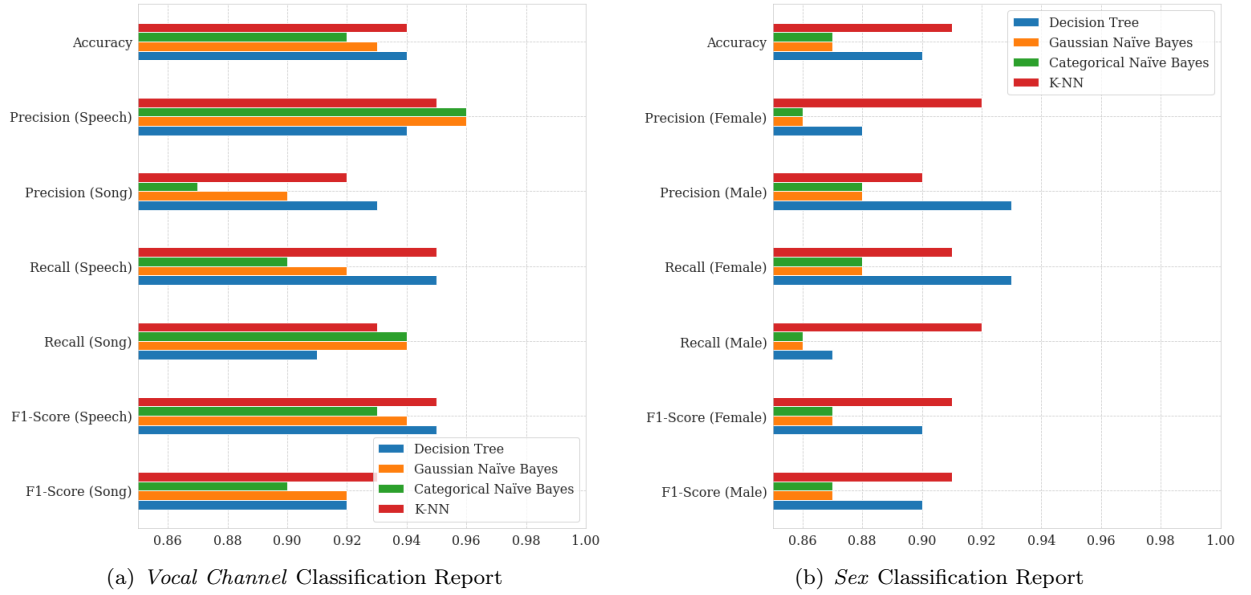 Accuracy
Precision (Speech)
Precision (Song)
Recall (Speech)
Recall (Song)
F1-Score (Speech)
F1-Score (Song)
Decision Tree
Gaussian Naïve Bayes
Categorical Naïve Bayes
K-NN
0.86 0.88 0.90 0.92 0.94 0.96 0.98 1.00
(a) Vocal Channel Classification Report
Accuracy
Precision (Female)
Precision (Male)
Recall (Female)
Recall (Male)
F1-Score (Female)
F1-Score (Male)
Decision Tree
Gaussian Naïve Bayes
Categorical Naïve Bayes
K-NN
0.86 0.88 0.90 0.92 0.94 0.96 0.98 1.00
(b) Sex Classification Report